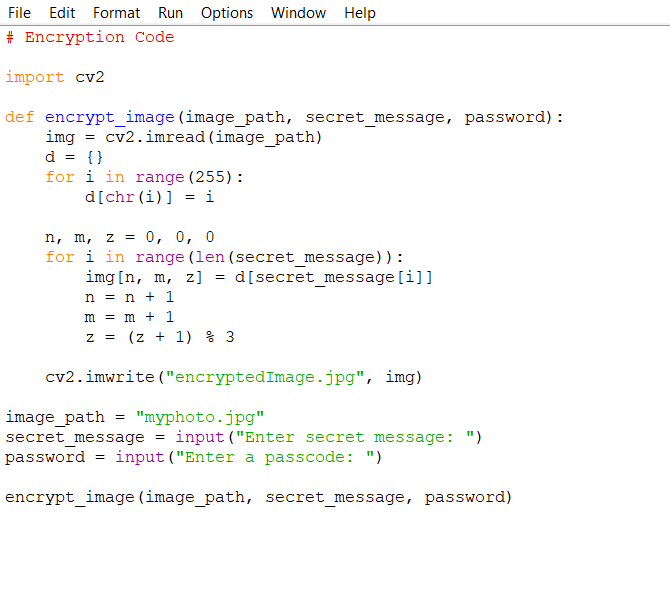 File Edit Format Run Options Window Help
# Encryption Code
import cv2
def encrypt_image(image_path, secret_message, password):
    img = cv2.imread(image_path)
    d = {}
    for i in range(255):
        d[chr(i)] = i
    n, m, z = 0, 0, 0
    for i in range(len(secret_message)):
        img[n, m, z] = d[secret_message[i]]
        n = n + 1
        m = m + 1
        z = (z + 1) % 3
    cv2.imwrite("encryptedImage.jpg", img)
image_path = "myphoto.jpg"
secret_message = input("Enter secret message: ")
password = input("Enter a passcode: ")
encrypt_image(image_path, secret_message, password)